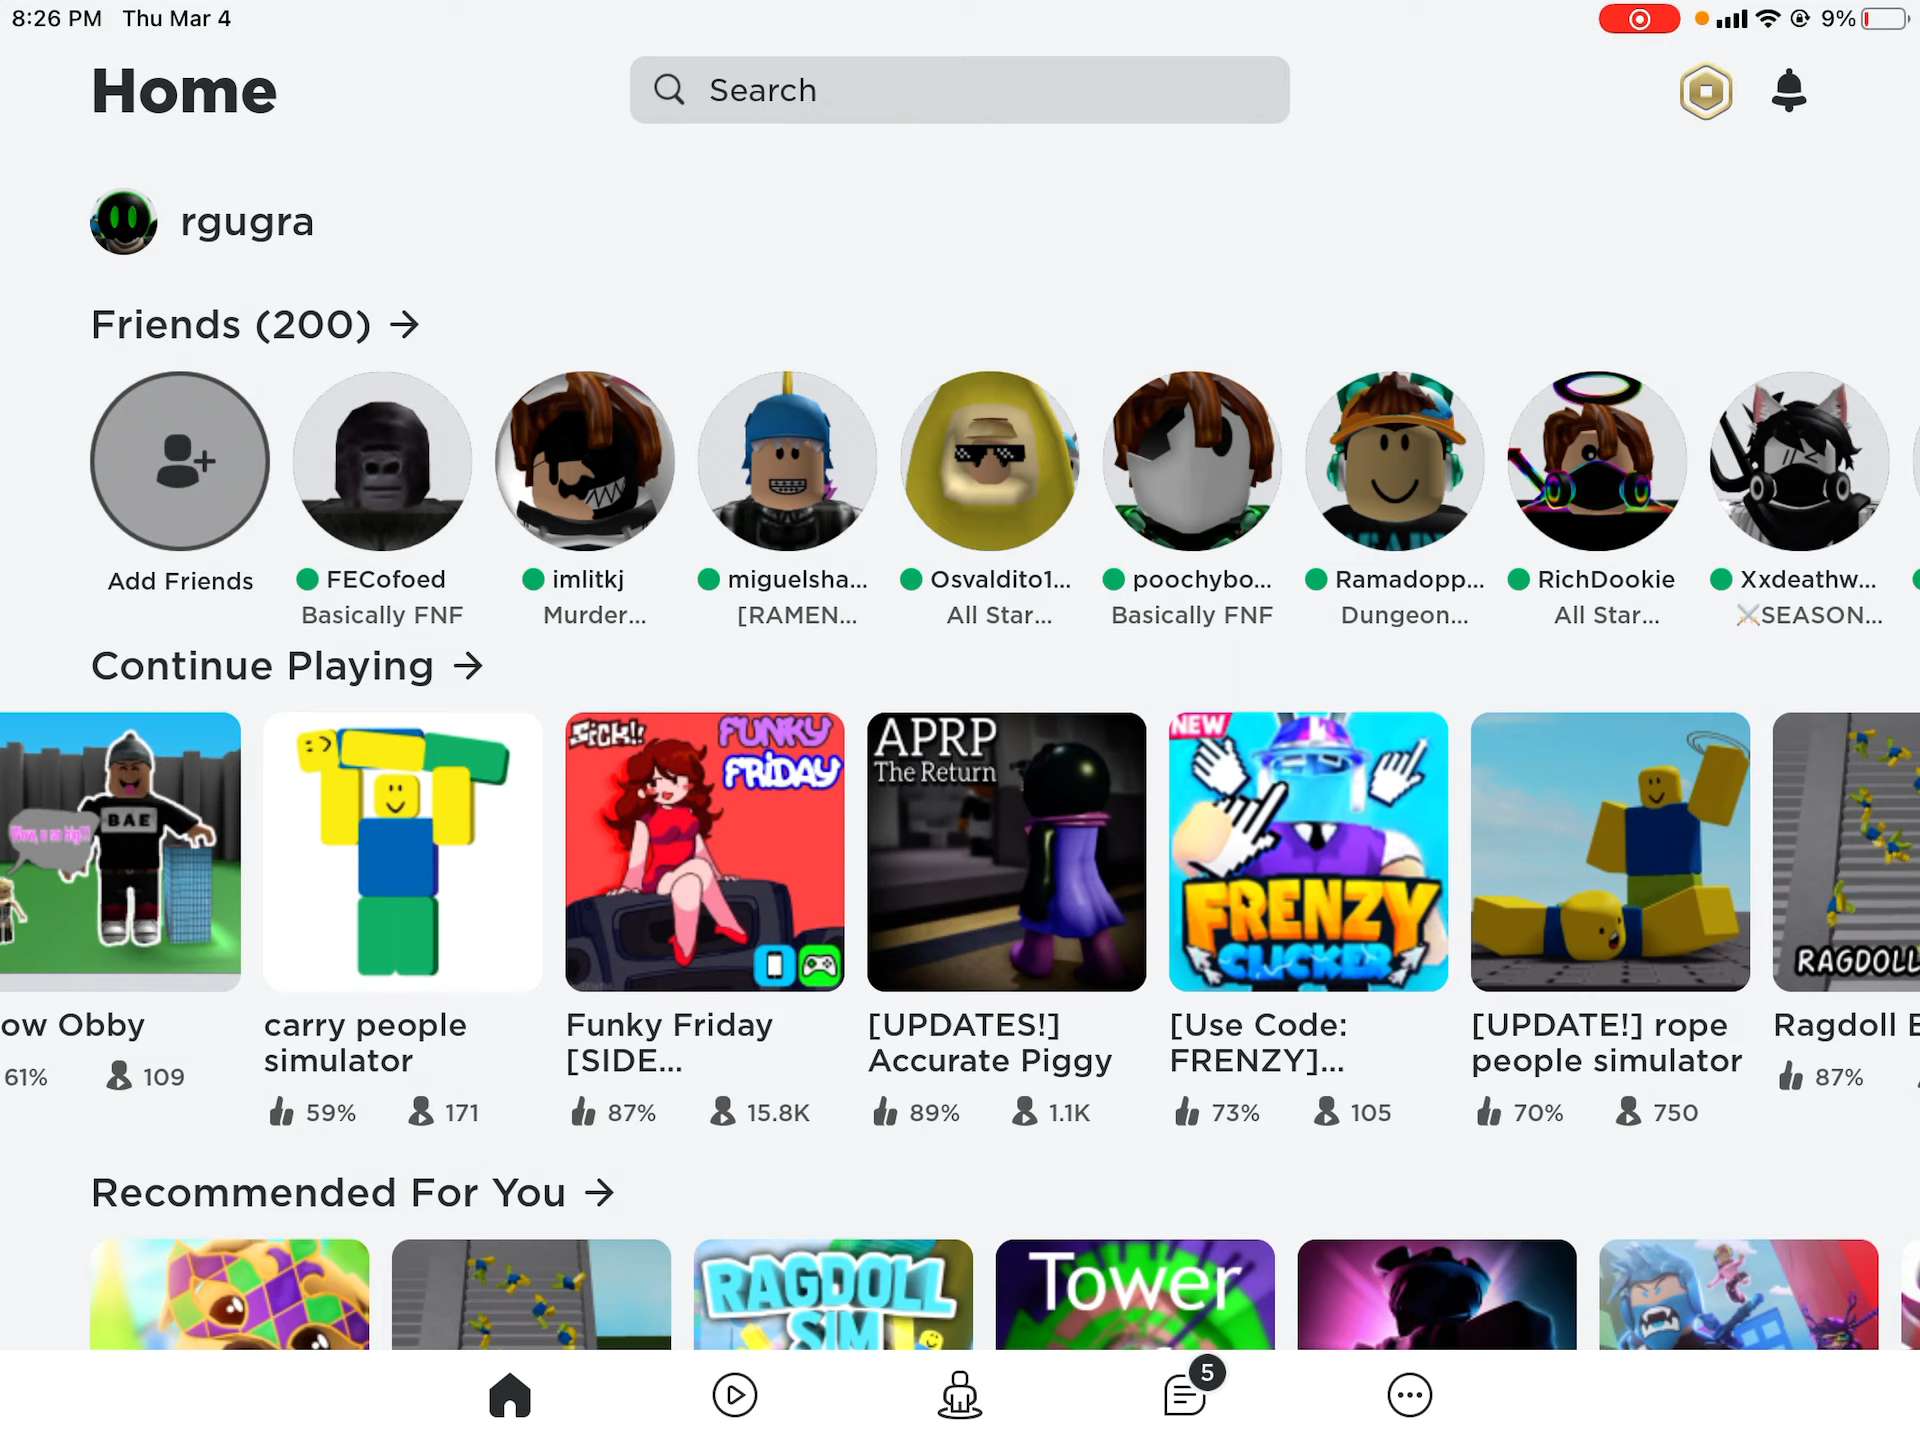 8:26 PM Thu Mar 4
9%
Home
Search
rgugra
Friends (200)
Add Friends
FECofoed
Basically FNF
imlitkj
Murder...
miguelsha...
[RAMEN...
Osvaldito1...
All Star...
poochybo...
Basically FNF
Ramadopp...
Dungeon...
RichDookie
All Star...
Xxdeathw...
⚔️SEASON...
Continue Playing
Wow, u so big!!
BAE
SICK!!
FUNKY
FRIDAY
APRP
The Return
NEW
FRENZY
CLICKER
RAGDOLL
ow Obby
61% 109
carry people
simulator
59% 171
Funky Friday
[SIDE...
87% 15.8K
[UPDATES!]
Accurate Piggy
89% 1.1K
[Use Code:
FRENZY]...
73% 105
[UPDATE!] rope
people simulator
70% 750
Ragdoll E
87%
Recommended For You
RAGDOLL
SIM
Tower
5